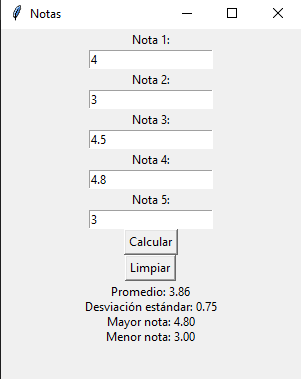 Notas
Nota 1:
4
Nota 2:
3
Nota 3:
4.5
Nota 4:
4.8
Nota 5:
3
Calcular
Limpiar
Promedio: 3.86
Desviación estándar: 0.75
Mayor nota: 4.80
Menor nota: 3.00